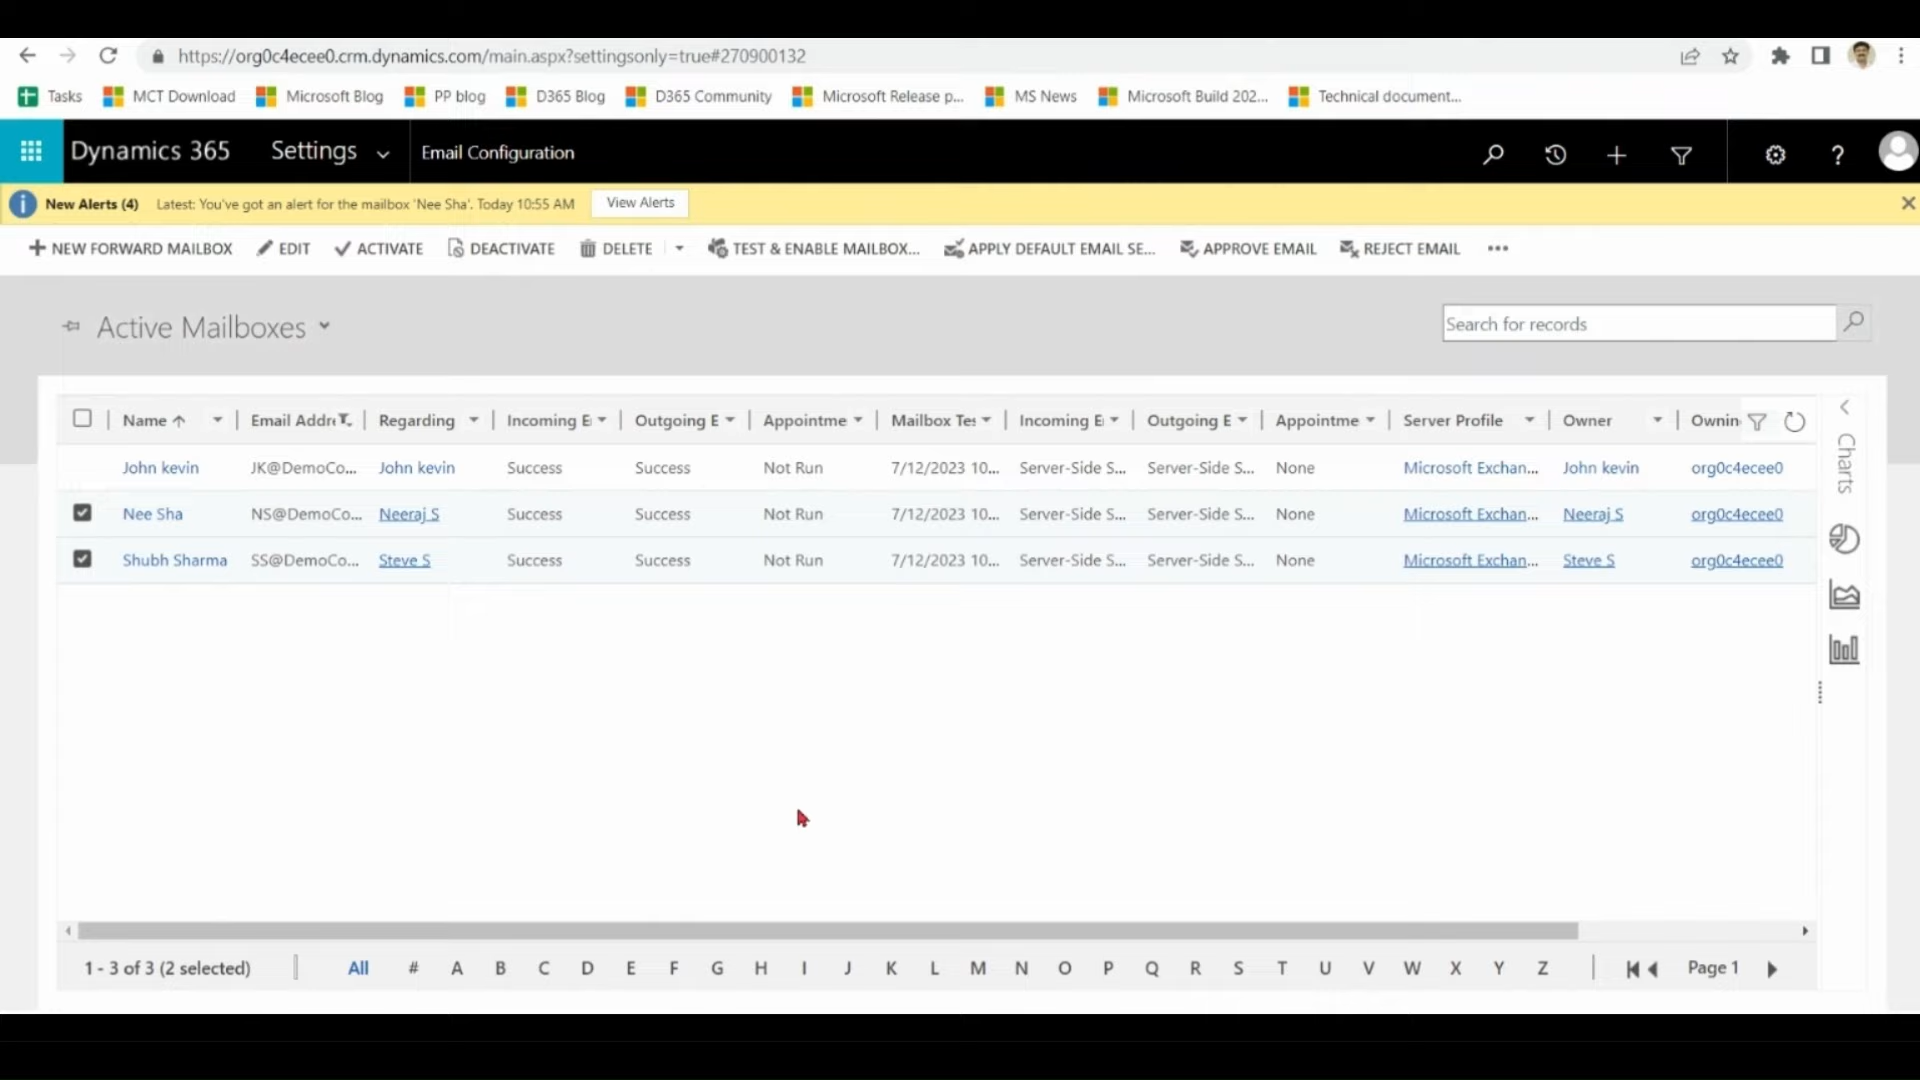 https://org0c4ecee0.crm.dynamics.com/main.aspx?settingsonly=true#270900132
Tasks MCT Download Microsoft Blog PP blog D365 Blog D365 Community Microsoft Release p... MS News Microsoft Build 202... Technical document...
Dynamics 365 Settings Email Configuration
New Alerts (4) Latest: You've got an alert for the mailbox 'Nee Sha'. Today 10:55 AM View Alerts
NEW FORWARD MAILBOX EDIT ACTIVATE DEACTIVATE DELETE TEST & ENABLE MAILBOX... APPLY DEFAULT EMAIL SE... APPROVE EMAIL REJECT EMAIL
Active Mailboxes
Search for records
Name Email Addre Regarding Incoming E Outgoing E Appointme Mailbox Tes Incoming E Outgoing E Appointme Server Profile Owner Ownin
John kevin JK@DemoCo... John kevin Success Success Not Run 7/12/2023 10... Server-Side S... Server-Side S... None Microsoft Exchan... John kevin org0c4ecee0
Nee Sha NS@DemoCo... Neeraj S Success Success Not Run 7/12/2023 10... Server-Side S... Server-Side S... None Microsoft Exchan... Neeraj S org0c4ecee0
Shubh Sharma SS@DemoCo... Steve S Success Success Not Run 7/12/2023 10... Server-Side S... Server-Side S... None Microsoft Exchan... Steve S org0c4ecee0
Charts
1 - 3 of 3 (2 selected) All # A B C D E F G H I J K L M N O P Q R S T U V W X Y Z Page 1